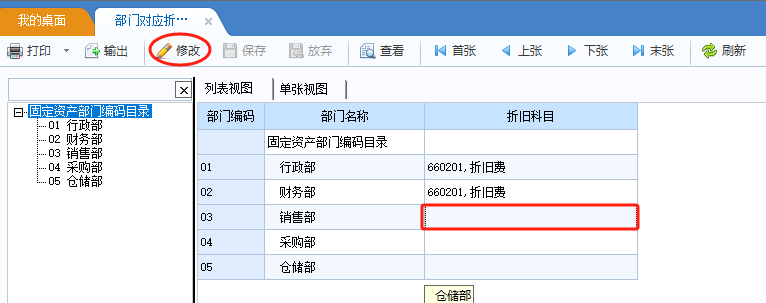 我的桌面 部门对应折… ×
打印 输出 修改 保存 放弃 查看 首张 上张 下张 末张 刷新
列表视图 单张视图
固定资产部门编码目录
01 行政部
02 财务部
03 销售部
04 采购部
05 仓储部
部门编码 部门名称 折旧科目
固定资产部门编码目录
01 行政部 660201,折旧费
02 财务部 660201,折旧费
03 销售部
04 采购部
05 仓储部
仓储部